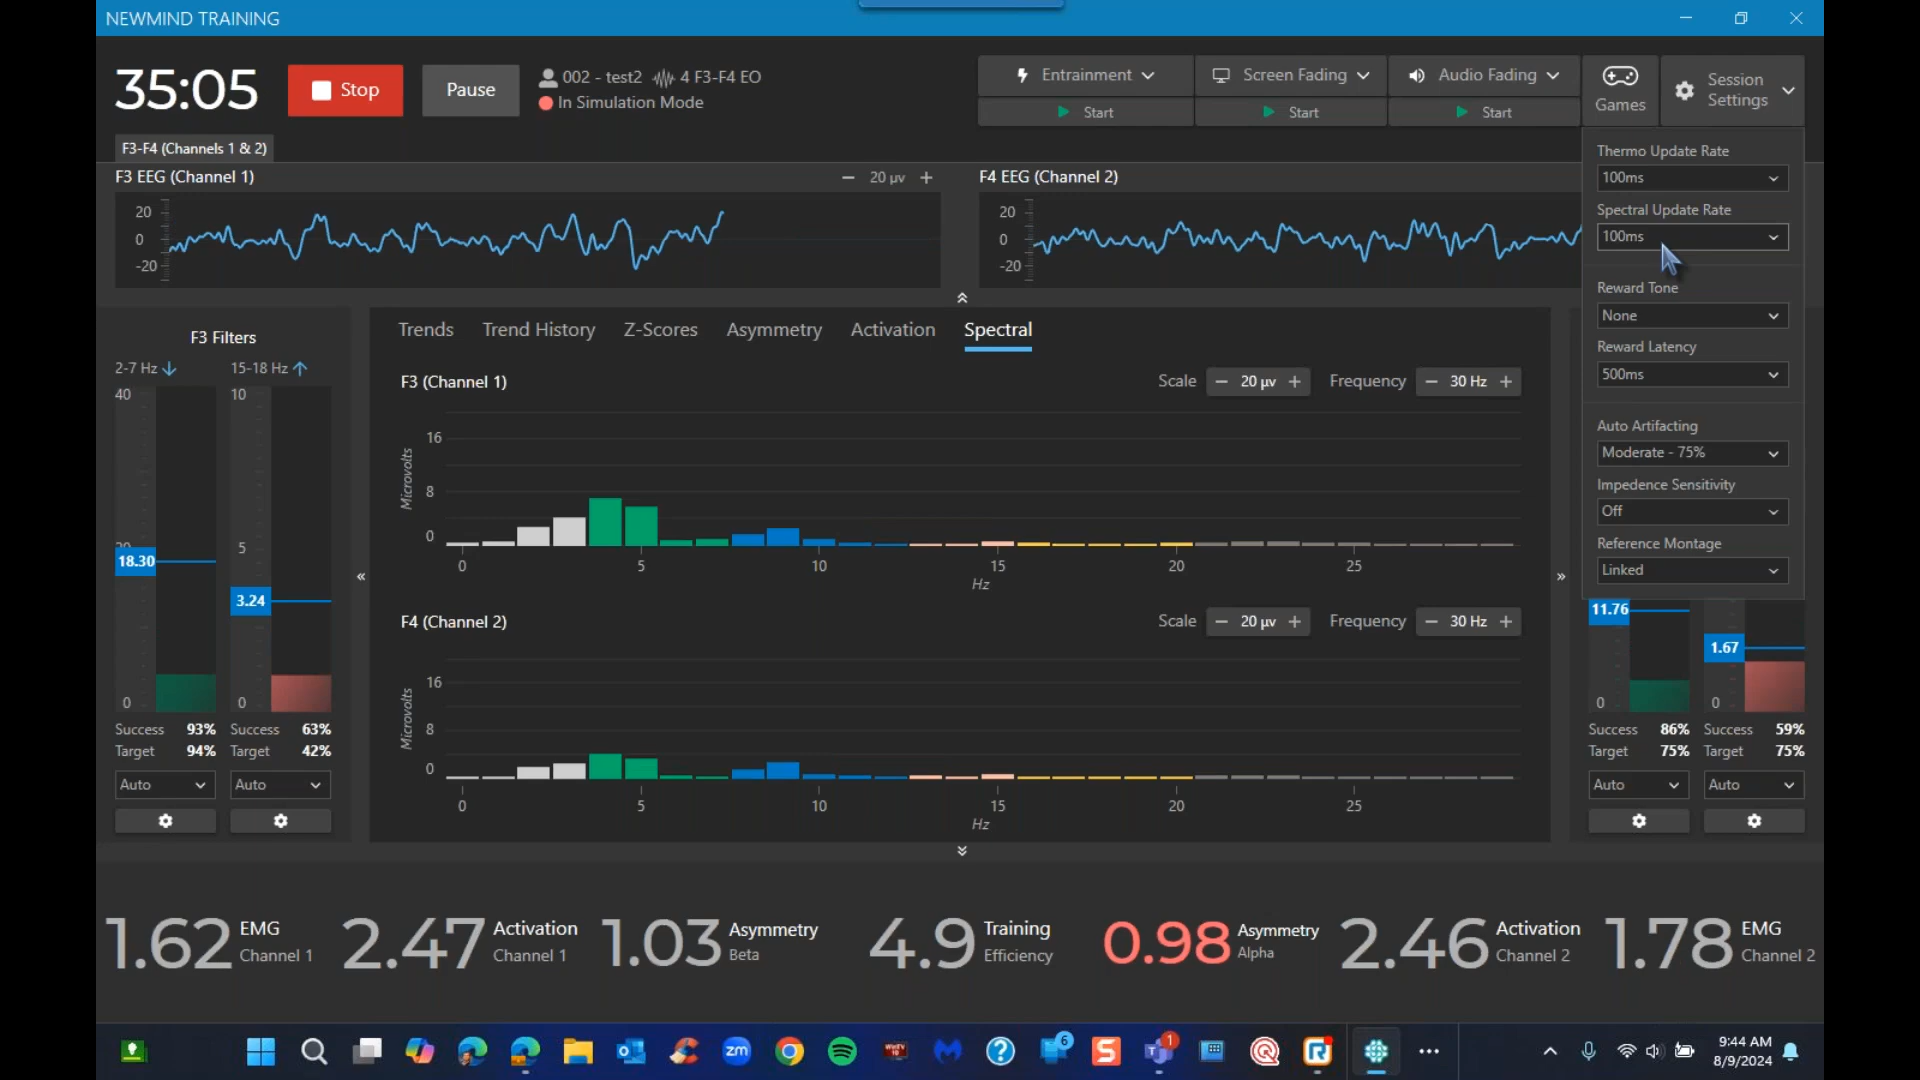 NEWMIND TRAINING
35:05
Stop
Pause
002 - test2 4 F3-F4 EO
In Simulation Mode
Entrainment
Start
Screen Fading
Start
Audio Fading
Start
Games
Session
Settings
F3-F4 (Channels 1 & 2)
F3 EEG (Channel 1)
20 µv
20
0
-20
F4 EEG (Channel 2)
20
0
-20
Thermo Update Rate
100ms
Spectral Update Rate
100ms
Reward Tone
None
Reward Latency
500ms
Auto Artifacting
Moderate - 75%
Impedence Sensitivity
Off
Reference Montage
Linked
F3 Filters
2-7 Hz
15-18 Hz
40
18.30
0
10
5
3.24
0
Success 93%
Target 94%
Success 63%
Target 42%
Auto
Auto
Trends Trend History Z-Scores Asymmetry Activation Spectral
F3 (Channel 1)
Scale 20 µv Frequency 30 Hz
Microvolts
16
8
0
0 5 10 15 20 25
Hz
F4 (Channel 2)
Scale 20 µv Frequency 30 Hz
Microvolts
16
8
0
0 5 10 15 20 25
Hz
11.76
0
1.67
0
Success 86%
Target 75%
Success 59%
Target 75%
Auto
Auto
1.62 EMG
Channel 1
2.47 Activation
Channel 1
1.03 Asymmetry
Beta
4.9 Training
Efficiency
0.98 Asymmetry
Alpha
2.46 Activation
Channel 2
1.78 EMG
Channel 2
zm
6
1
9:44 AM
8/9/2024